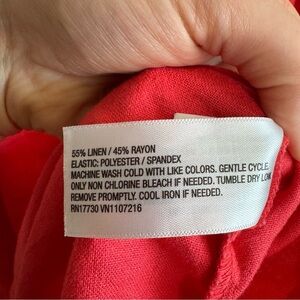 55% LINEN / 45% RAYON
ELASTIC: POLYESTER / SPANDEX
MACHINE WASH COLD WITH LIKE COLORS. GENTLE CYCLE.
ONLY NON CHLORINE BLEACH IF NEEDED. TUMBLE DRY LOW
REMOVE PROMPTLY. COOL IRON IF NEEDED.
RN17730 VN1107216